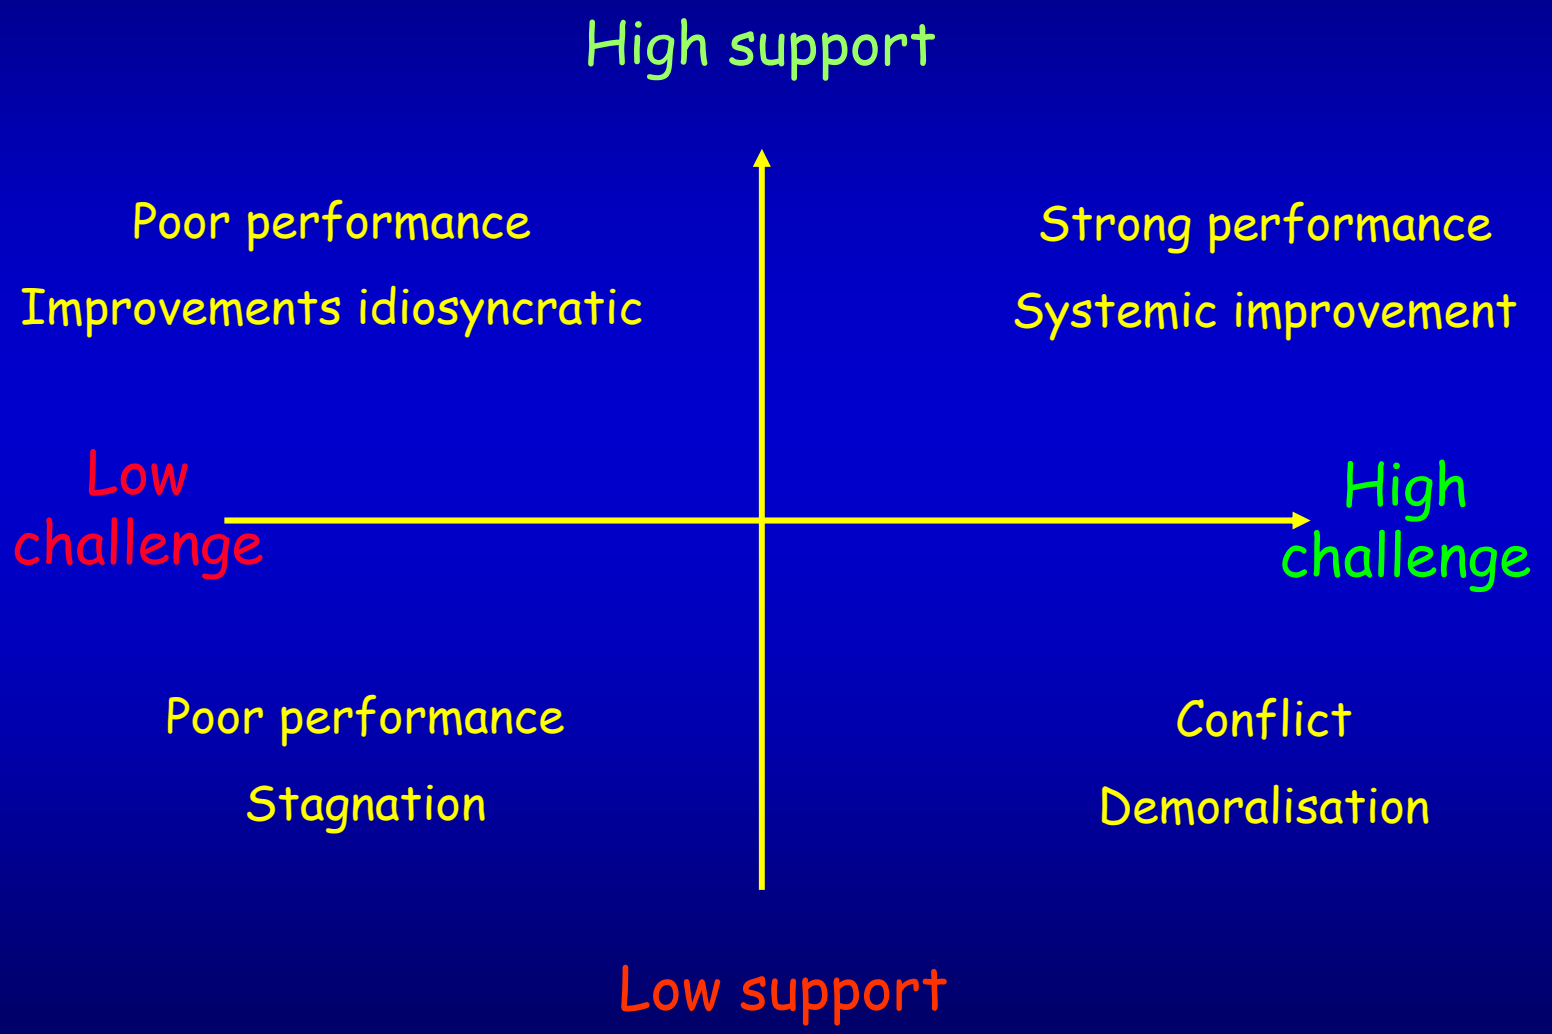 High support
Poor performance
Improvements idiosyncratic
Strong performance
Systemic improvement
Low
challenge
High
challenge
Poor performance
Stagnation
Conflict
Demoralisation
Low support